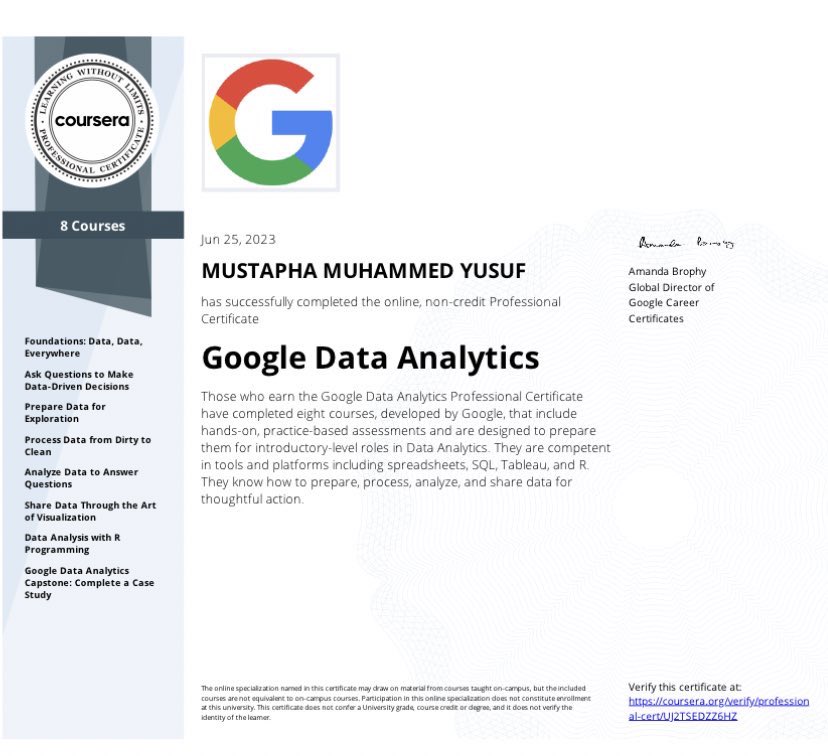 LEARNING WITHOUT LIMITS
coursera
PROFESSIONAL CERTIFICATE
8 Courses
Foundations: Data, Data,
Everywhere
Ask Questions to Make
Data-Driven Decisions
Prepare Data for
Exploration
Process Data from Dirty to
Clean
Analyze Data to Answer
Questions
Share Data Through the Art
of Visualization
Data Analysis with R
Programming
Google Data Analytics
Capstone: Complete a Case
Study
Jun 25, 2023
MUSTAPHA MUHAMMED YUSUF
has successfully completed the online, non-credit Professional
Certificate
Google Data Analytics
Those who earn the Google Data Analytics Professional Certificate
have completed eight courses, developed by Google, that include
hands-on, practice-based assessments and are designed to prepare
them for introductory-level roles in Data Analytics. They are competent
in tools and platforms including spreadsheets, SQL, Tableau, and R.
They know how to prepare, process, analyze, and share data for
thoughtful action.
Amanda Brophy
Amanda Brophy
Global Director of
Google Career
Certificates
The online specialization named in this certificate may draw on material from courses taught on-campus, but the included
courses are not equivalent to on-campus courses. Participation in this online specialization does not constitute enrollment
at this university. This certificate does not confer a University grade, course credit or degree, and it does not verify the
identity of the learner.
Verify this certificate at:
https://coursera.org/verify/profession
al-cert/UJ2TSEDZZ6HZ